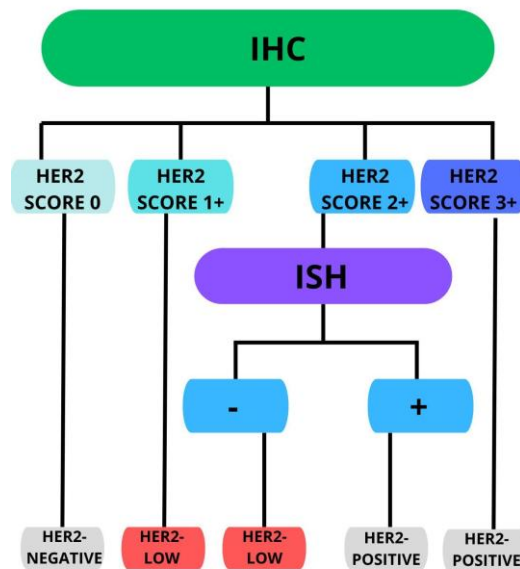 IHC
HER2
SCORE 0
HER2
SCORE 1+
HER2
SCORE 2+
HER2
SCORE 3+
ISH
-
+
HER2-
NEGATIVE
HER2-
LOW
HER2-
LOW
HER2-
POSITIVE
HER2-
POSITIVE